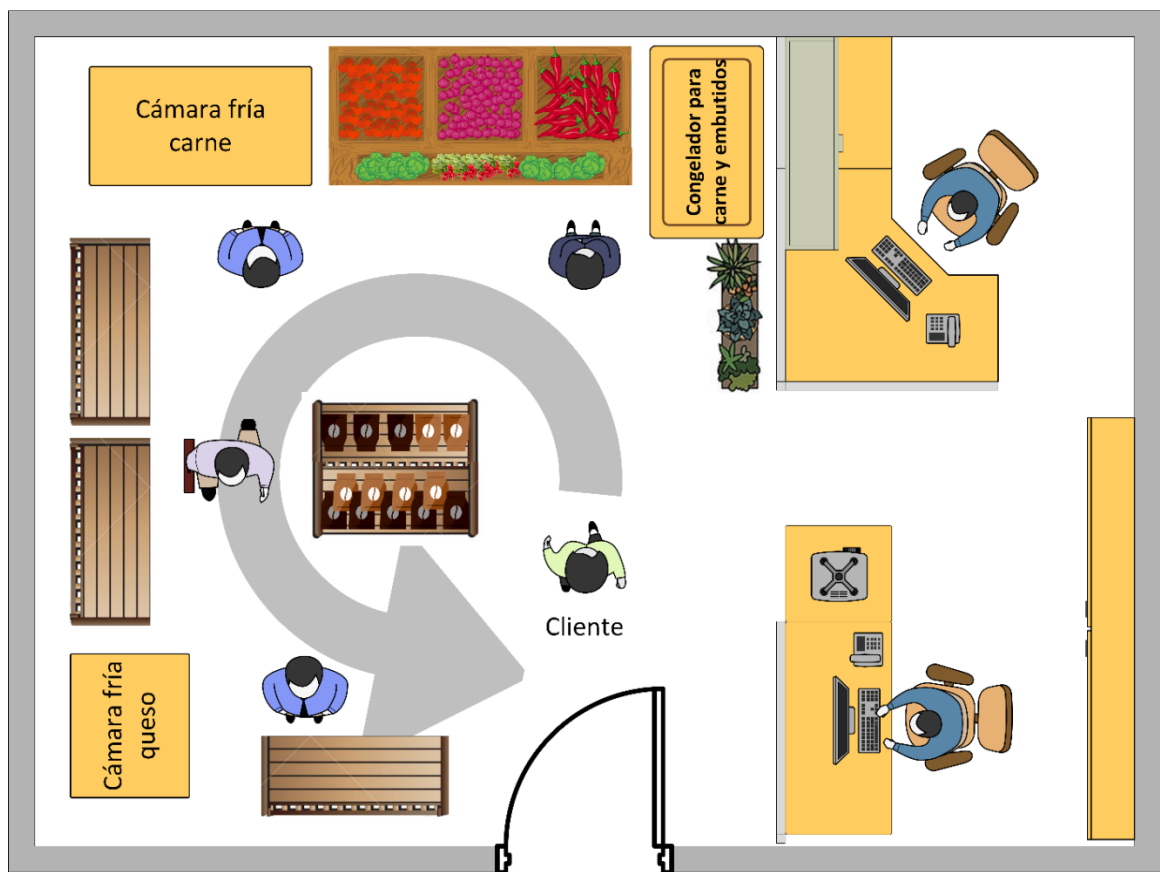 Cámara fría
carne
Congelador para
carne y embutidos
Cliente
Cámara fría
queso